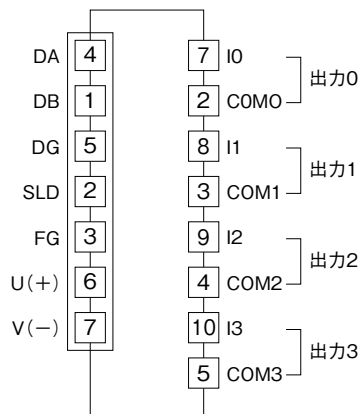 DA 4 7 I0
DB 1 2 COM0 出力0
DG 5 8 I1
SLD 2 3 COM1 出力1
FG 3 9 I2
U(+) 6 4 COM2 出力2
V(−) 7 10 I3
5 COM3 出力3